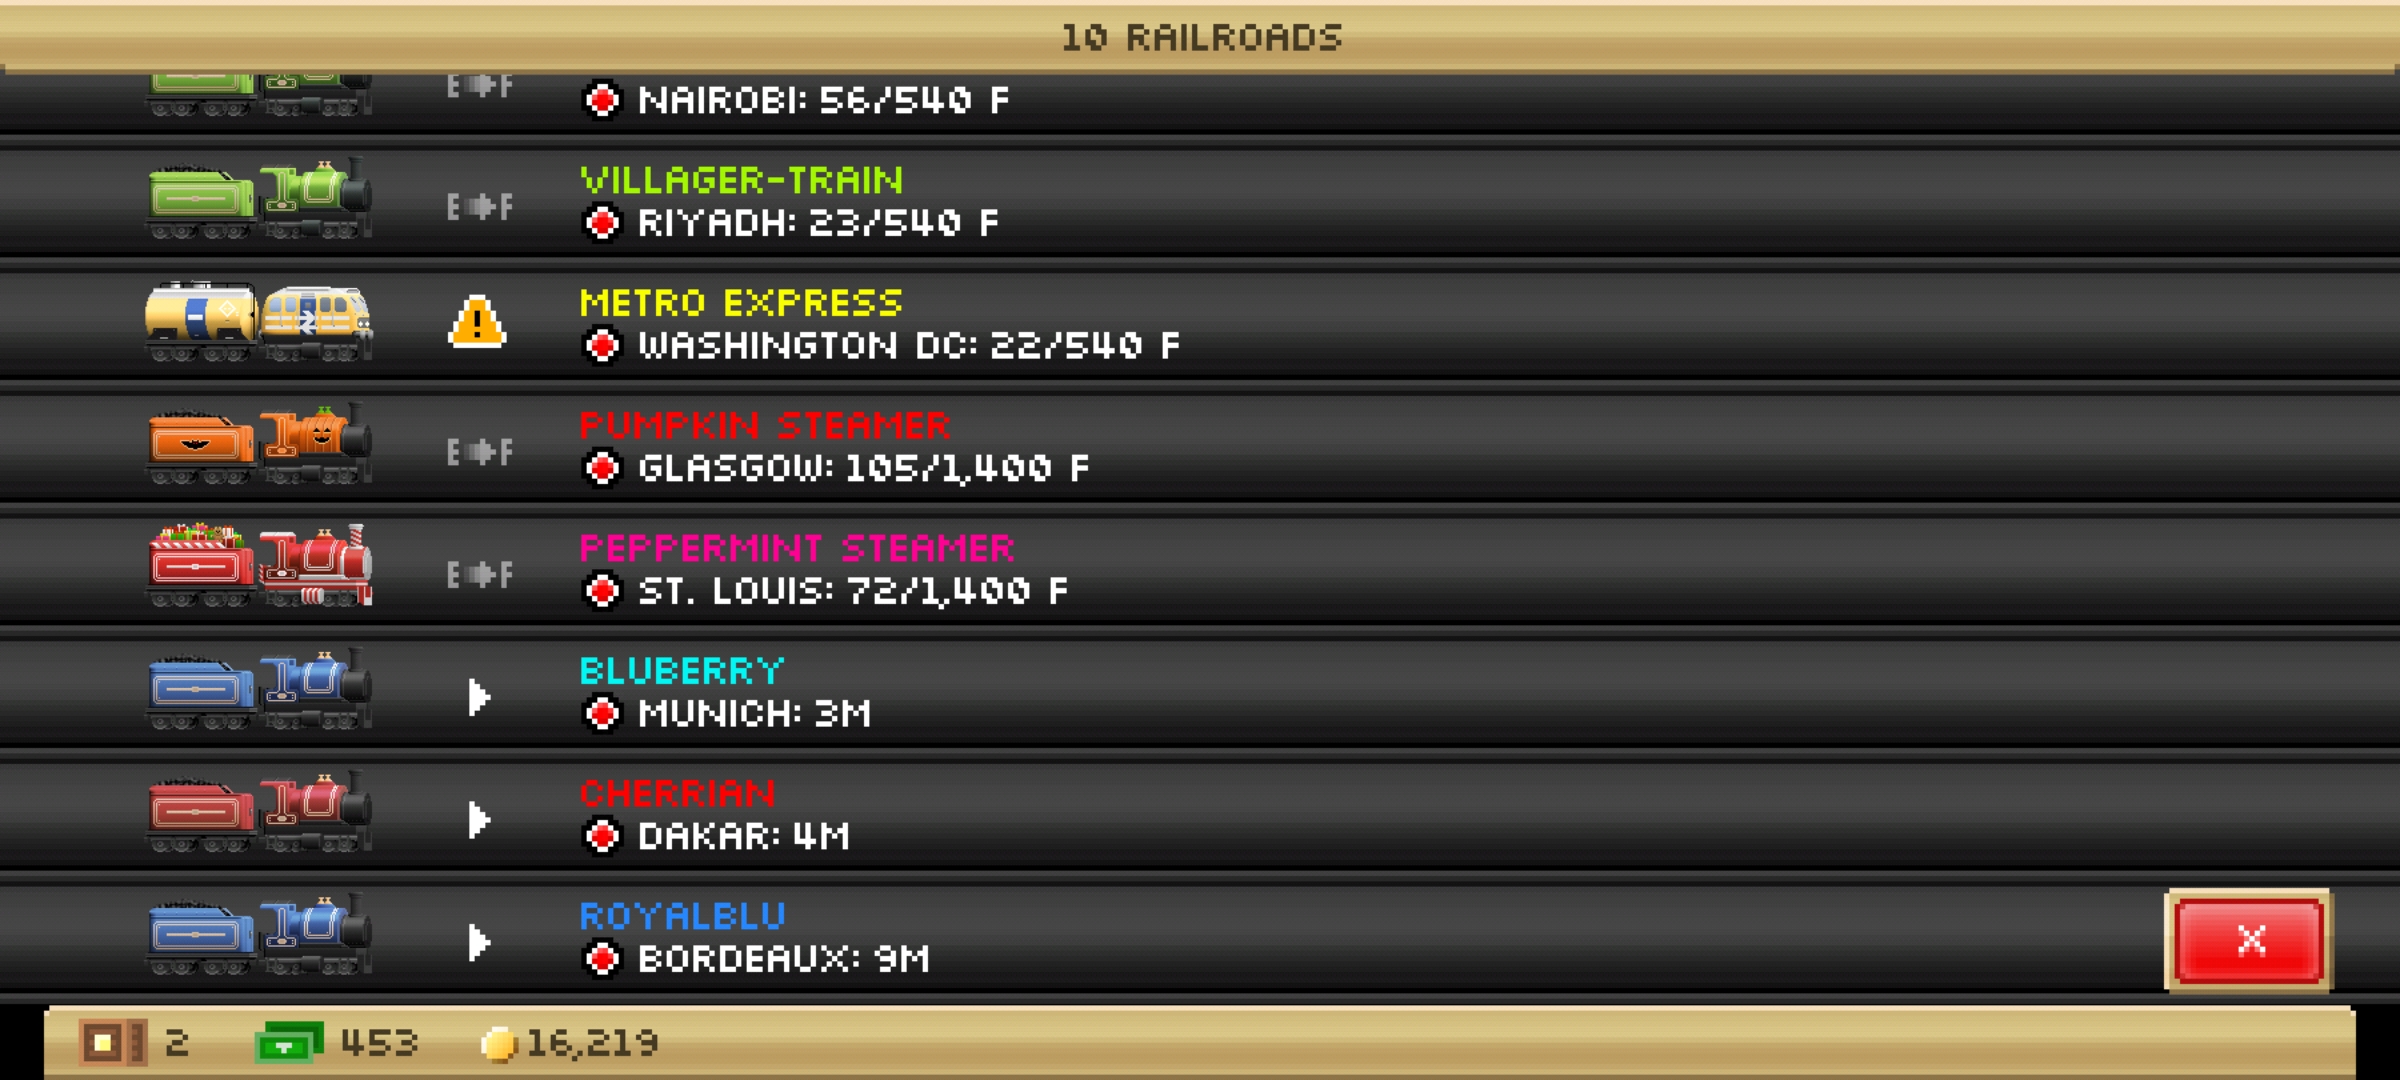 10 RAILROADS
E F
NAIROBI: 56/540 F
VILLAGER-TRAIN
E F
RIYADH: 23/540 F
METRO EXPRESS
!
WASHINGTON DC: 22/540 F
PUMPKIN STEAMER
E F
GLASGOW: 105/1,400 F
PEPPERMINT STEAMER
E F
ST. LOUIS: 72/1,400 F
BLUBERRY
MUNICH: 3M
CHERRIAN
DAKAR: 4M
ROYALBLU
BORDEAUX: 9M
X
2 453 16,219